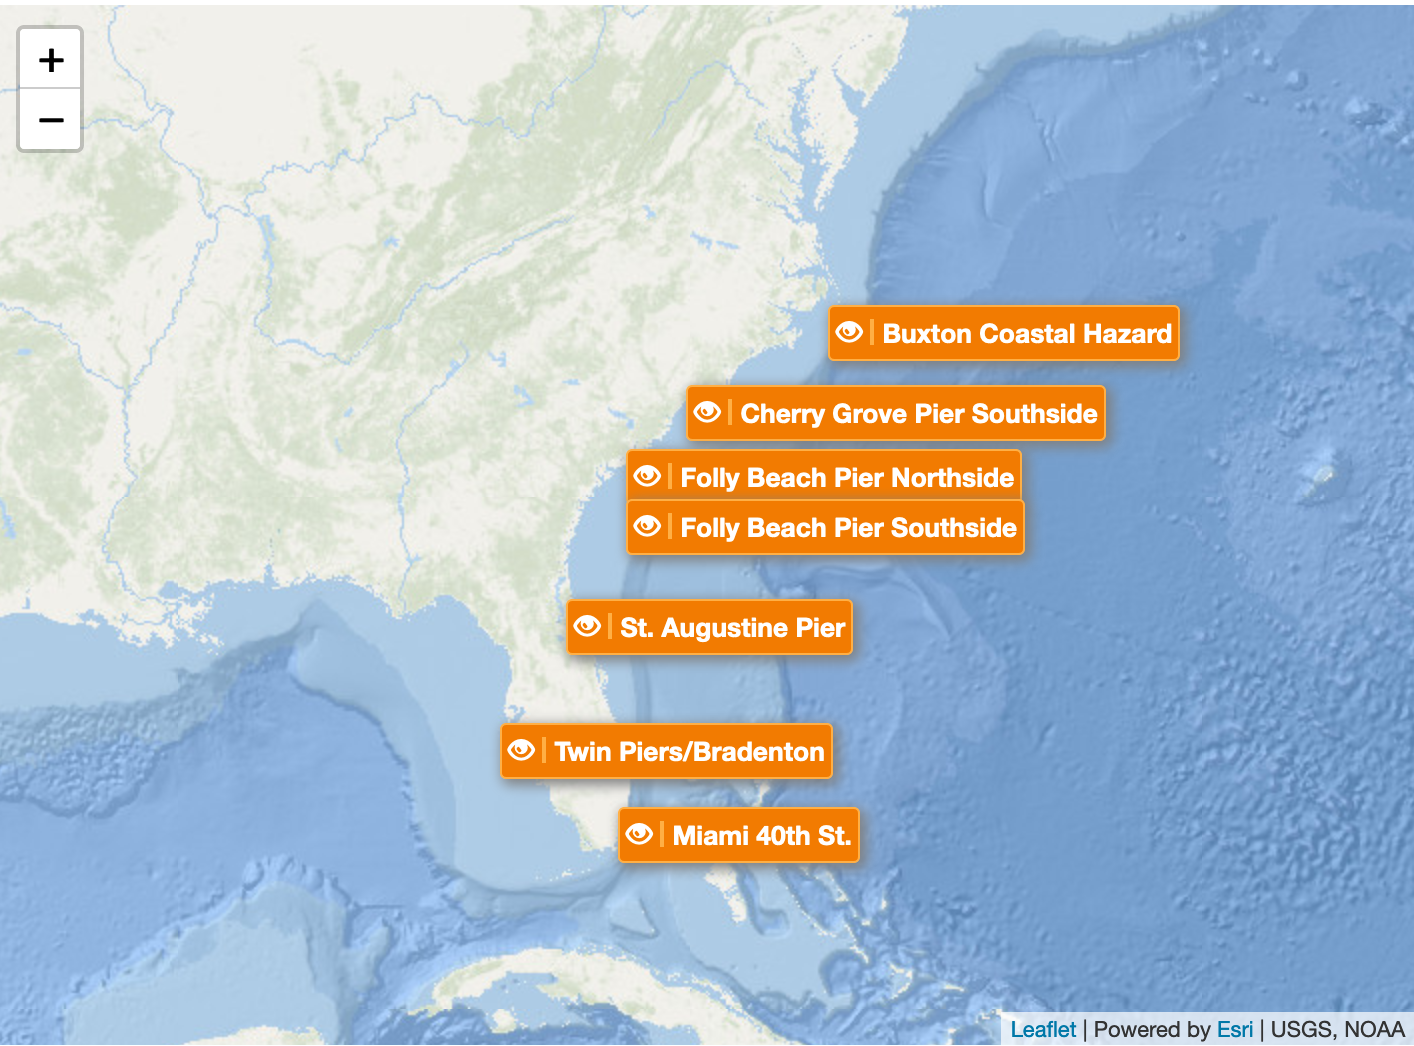 +
−
Buxton Coastal Hazard
Cherry Grove Pier Southside
Folly Beach Pier Northside
Folly Beach Pier Southside
St. Augustine Pier
Twin Piers/Bradenton
Miami 40th St.
Leaflet | Powered by Esri | USGS, NOAA